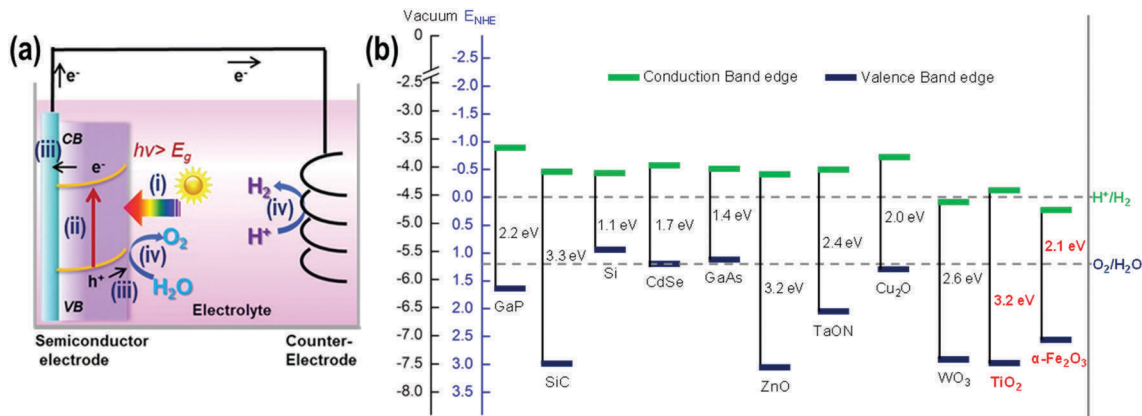 (a)
e-
e-
(iii)
CB
e-
hν> Eg
(i)
(ii)
H2
(iv)
H+
O2
(iv)
h+
(iii)
H2O
VB
Electrolyte
Semiconductor
electrode
Counter-
Electrode
(b)
Vacuum ENHE
0
-2.5
-2.0
-2.5
-1.5
-3.0
-1.0
-3.5
-0.5
-4.0
0.0
-4.5
0.5
-5.0
1.0
-5.5
1.5
-6.0
2.0
-6.5
2.5
-7.0
3.0
-7.5
3.5
-8.0
Conduction Band edge
Valence Band edge
H+/H2
O2/H2O
2.2 eV
GaP
3.3 eV
SiC
1.1 eV
Si
1.7 eV
CdSe
1.4 eV
GaAs
3.2 eV
ZnO
2.4 eV
TaON
2.0 eV
Cu2O
2.6 eV
WO3
3.2 eV
TiO2
2.1 eV
α-Fe2O3